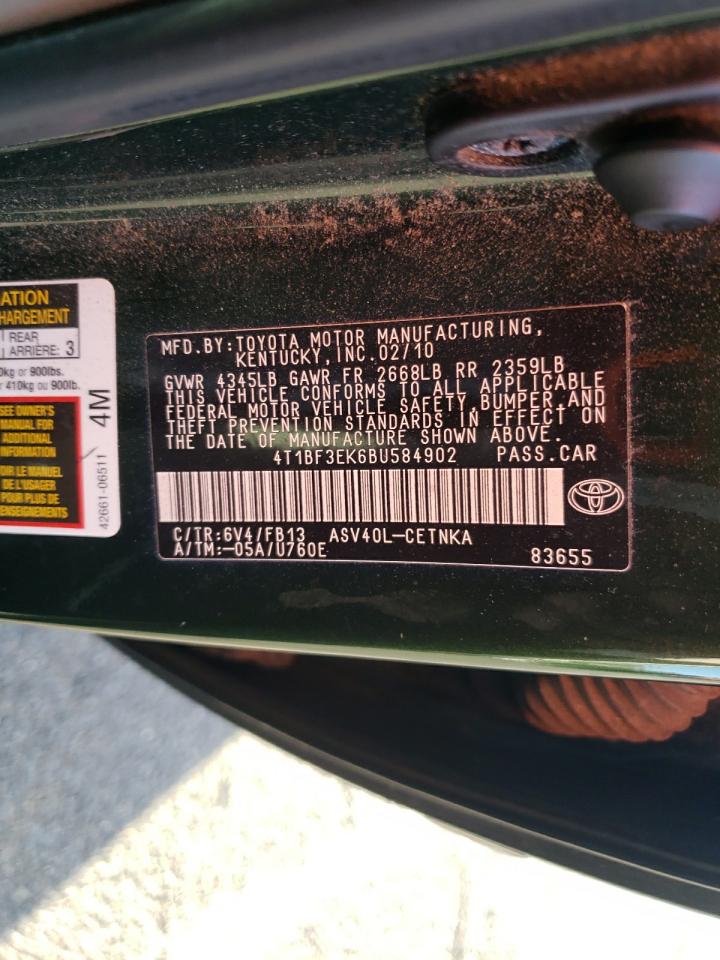 ATION
HARGEMENT
REAR
ARRIÈRE: 3
0kg or 900lbs.
r 410kg ou 900lb.
SEE OWNER'S
MANUAL FOR
ADDITIONAL
INFORMATION
OIR LE MANUEL
DE L'USAGER
POUR PLUS DE
ENSEIGNEMENTS
42661-06511
4M
MFD.BY:TOYOTA MOTOR MANUFACTURING,
KENTUCKY, INC.02/10
GVWR 4345LB GAWR FR 2668LB RR 2359LB
THIS VEHICLE CONFORMS TO ALL APPLICABLE
FEDERAL MOTOR VEHICLE SAFETY,BUMPER,AND
THEFT PREVENTION STANDARDS IN EFFECT ON
THE DATE OF MANUFACTURE SHOWN ABOVE.
4T1BF3EK6BU584902 PASS.CAR
C/TR:6V4/FB13 ASV40L-CETNKA
A/TM:-05A/U760E 83655